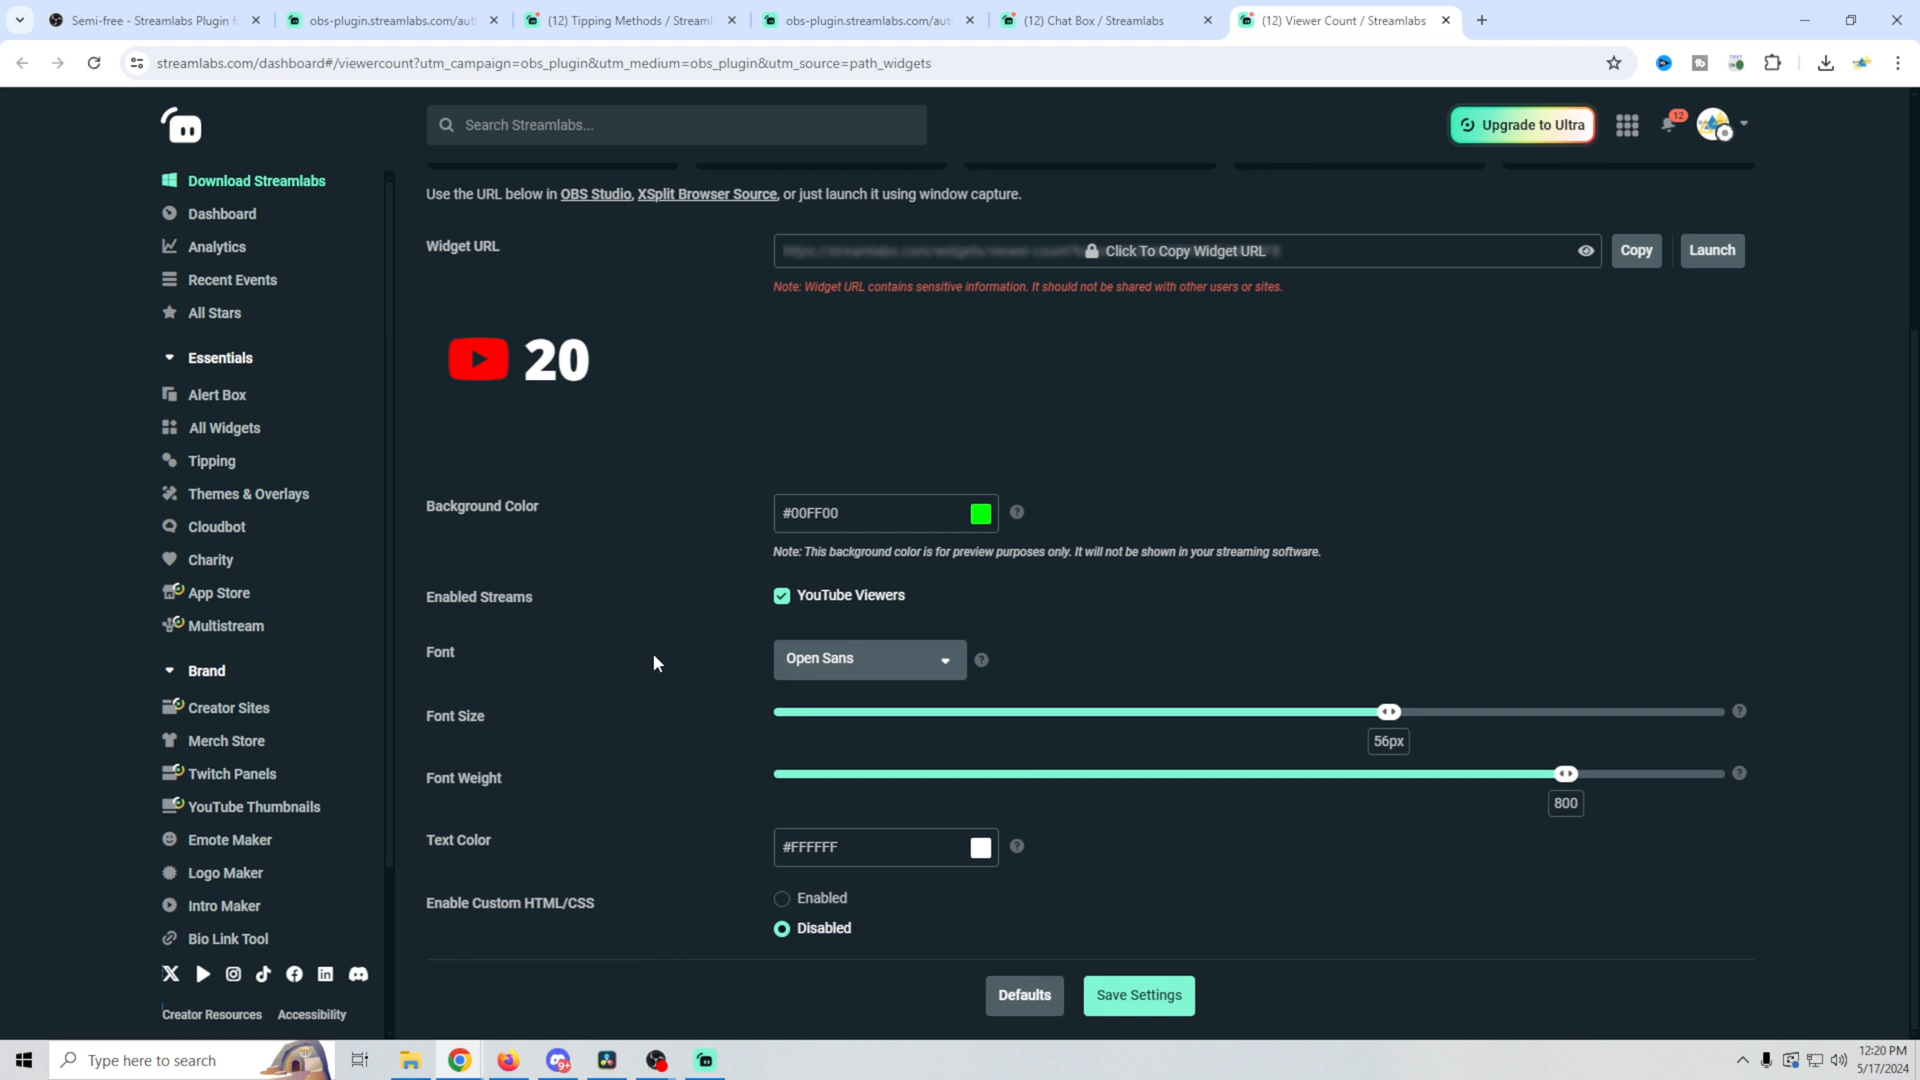 Semi-free - Streamlabs Plugin f
obs-plugin.streamlabs.com/aut
(12) Tipping Methods / Streaml
obs-plugin.streamlabs.com/aut
(12) Chat Box / Streamlabs
(12) Viewer Count / Streamlabs
streamlabs.com/dashboard#/viewercount?utm_campaign=obs_plugin&utm_medium=obs_plugin&utm_source=path_widgets
Search Streamlabs...
Upgrade to Ultra
12
Download Streamlabs
Dashboard
Analytics
Recent Events
All Stars
Essentials
Alert Box
All Widgets
Tipping
Themes & Overlays
Cloudbot
Charity
App Store
Multistream
Brand
Creator Sites
Merch Store
Twitch Panels
YouTube Thumbnails
Emote Maker
Logo Maker
Intro Maker
Bio Link Tool
Creator Resources Accessibility
Use the URL below in OBS Studio, XSplit Browser Source, or just launch it using window capture.
Widget URL
Click To Copy Widget URL
Copy
Launch
Note: Widget URL contains sensitive information. It should not be shared with other users or sites.
20
Background Color
#00FF00
Note: This background color is for preview purposes only. It will not be shown in your streaming software.
Enabled Streams
YouTube Viewers
Font
Open Sans
Font Size
56px
Font Weight
800
Text Color
#FFFFFF
Enable Custom HTML/CSS
Enabled
Disabled
Defaults
Save Settings
Type here to search
9+
12:20 PM
5/17/2024